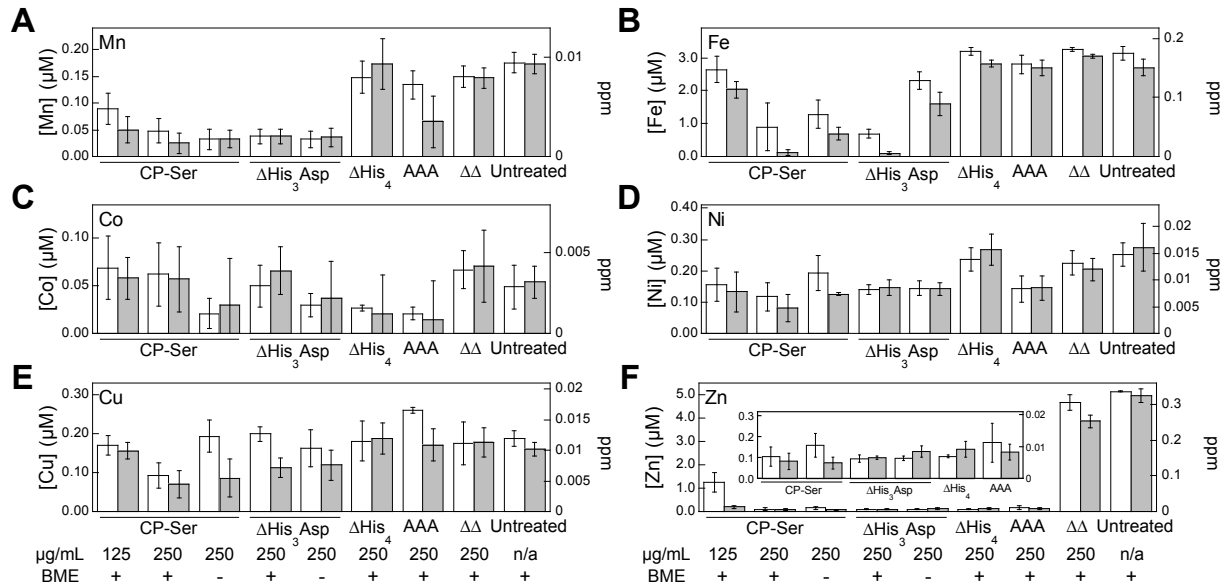 A
Mn
[Mn] (µM)
0.20
0.15
0.10
0.05
0.00
0.01
0
ppm
CP-Ser
ΔHis3Asp
ΔHis4
AAA
ΔΔ
Untreated
B
Fe
[Fe] (µM)
3.0
2.0
1.0
0.0
0.2
0.1
0
ppm
CP-Ser
ΔHis3Asp
ΔHis4
AAA
ΔΔ
Untreated
C
Co
[Co] (µM)
0.10
0.05
0.00
0.005
0
ppm
CP-Ser
ΔHis3Asp
ΔHis4
AAA
ΔΔ
Untreated
D
Ni
[Ni] (µM)
0.40
0.30
0.20
0.10
0.00
0.02
0.015
0.01
0.005
0
ppm
CP-Ser
ΔHis3Asp
ΔHis4
AAA
ΔΔ
Untreated
E
Cu
[Cu] (µM)
0.30
0.20
0.10
0.00
0.02
0.015
0.01
0.005
0
ppm
CP-Ser
ΔHis3Asp
ΔHis4
AAA
ΔΔ
Untreated
µg/mL 125 250 250 250 250 250 250 250 n/a
BME + + - + - + + + +
F
Zn
[Zn] (µM)
5.0
4.0
3.0
2.0
1.0
0.0
0.3
0.2
0.1
0
ppm
0.3
0.2
0.1
0.0
0.02
0.01
0
CP-Ser
ΔHis3Asp
ΔHis4
AAA
CP-Ser
ΔHis3Asp
ΔHis4
AAA
ΔΔ
Untreated
µg/mL 125 250 250 250 250 250 250 250 n/a
BME + + - + - + + + +